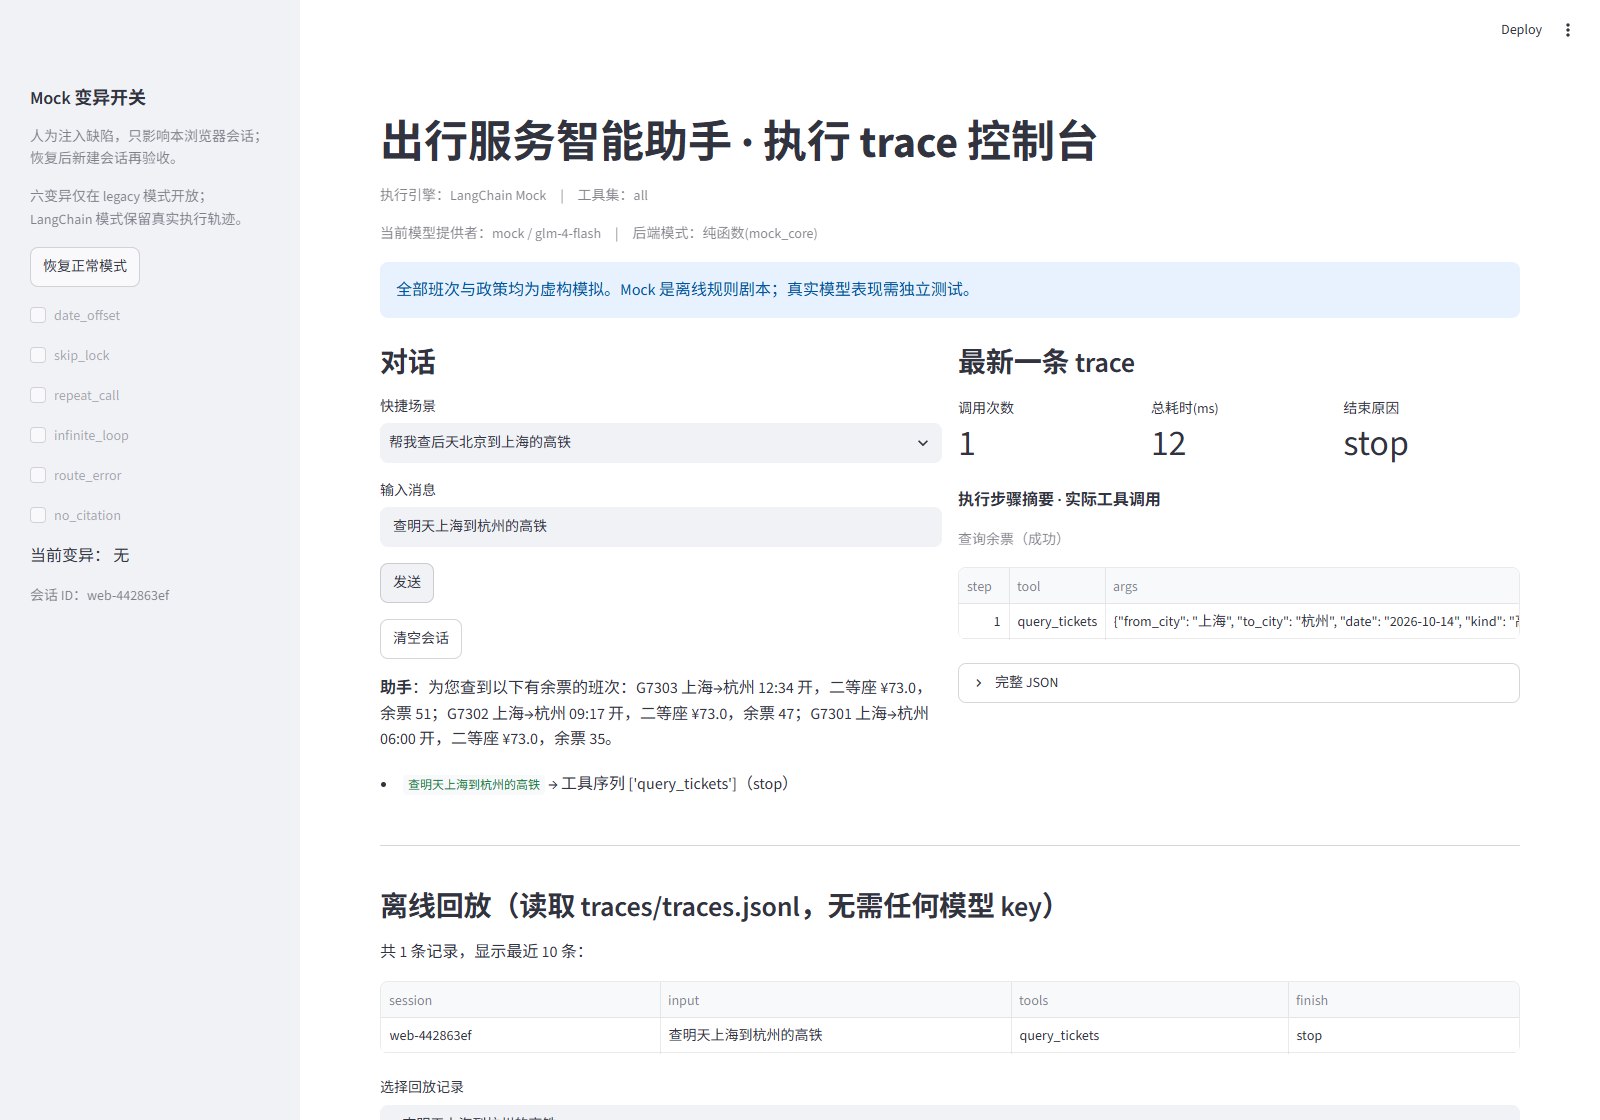 Deploy
Mock 变异开关
人为注入缺陷，只影响本浏览器会话；
恢复后新建会话再验收。
六变异仅在 legacy 模式开放；
LangChain 模式保留真实执行轨迹。
恢复正常模式
date_offset
skip_lock
repeat_call
infinite_loop
route_error
no_citation
当前变异： 无
会话 ID：web-442863ef
出行服务智能助手 · 执行 trace 控制台
执行引擎：LangChain Mock | 工具集：all
当前模型提供者：mock / glm-4-flash | 后端模式：纯函数(mock_core)
全部班次与政策均为虚构模拟。Mock 是离线规则剧本；真实模型表现需独立测试。
对话
快捷场景
帮我查后天北京到上海的高铁
输入消息
查明天上海到杭州的高铁
发送
清空会话
助手：为您查到以下有余票的班次：G7303 上海→杭州 12:34 开，二等座 ¥73.0，
余票 51；G7302 上海→杭州 09:17 开，二等座 ¥73.0，余票 47；G7301 上海→杭州
06:00 开，二等座 ¥73.0，余票 35。
• 查明天上海到杭州的高铁 → 工具序列 ['query_tickets']（stop）
最新一条 trace
调用次数 总耗时(ms) 结束原因
1 12 stop
执行步骤摘要 · 实际工具调用
查询余票（成功）
step tool args
1 query_tickets {"from_city": "上海", "to_city": "杭州", "date": "2026-10-14", "kind": "
完整 JSON
离线回放（读取 traces/traces.jsonl，无需任何模型 key）
共 1 条记录，显示最近 10 条：
session input tools finish
web-442863ef 查明天上海到杭州的高铁 query_tickets stop
选择回放记录